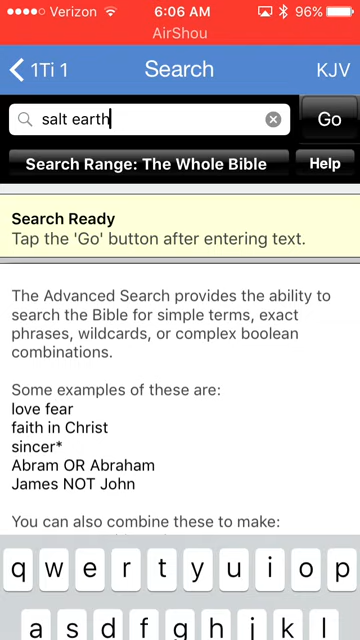 Verizon 6:06 AM 96%
AirShou
1Ti 1 Search KJV
salt earth Go
Search Range: The Whole Bible Help
Search Ready
Tap the 'Go' button after entering text.
The Advanced Search provides the ability to
search the Bible for simple terms, exact
phrases, wildcards, or complex boolean
combinations.
Some examples of these are:
love fear
faith in Christ
sincer*
Abram OR Abraham
James NOT John
You can also combine these to make:
q w e r t y u i o p
a s d f g h j k l